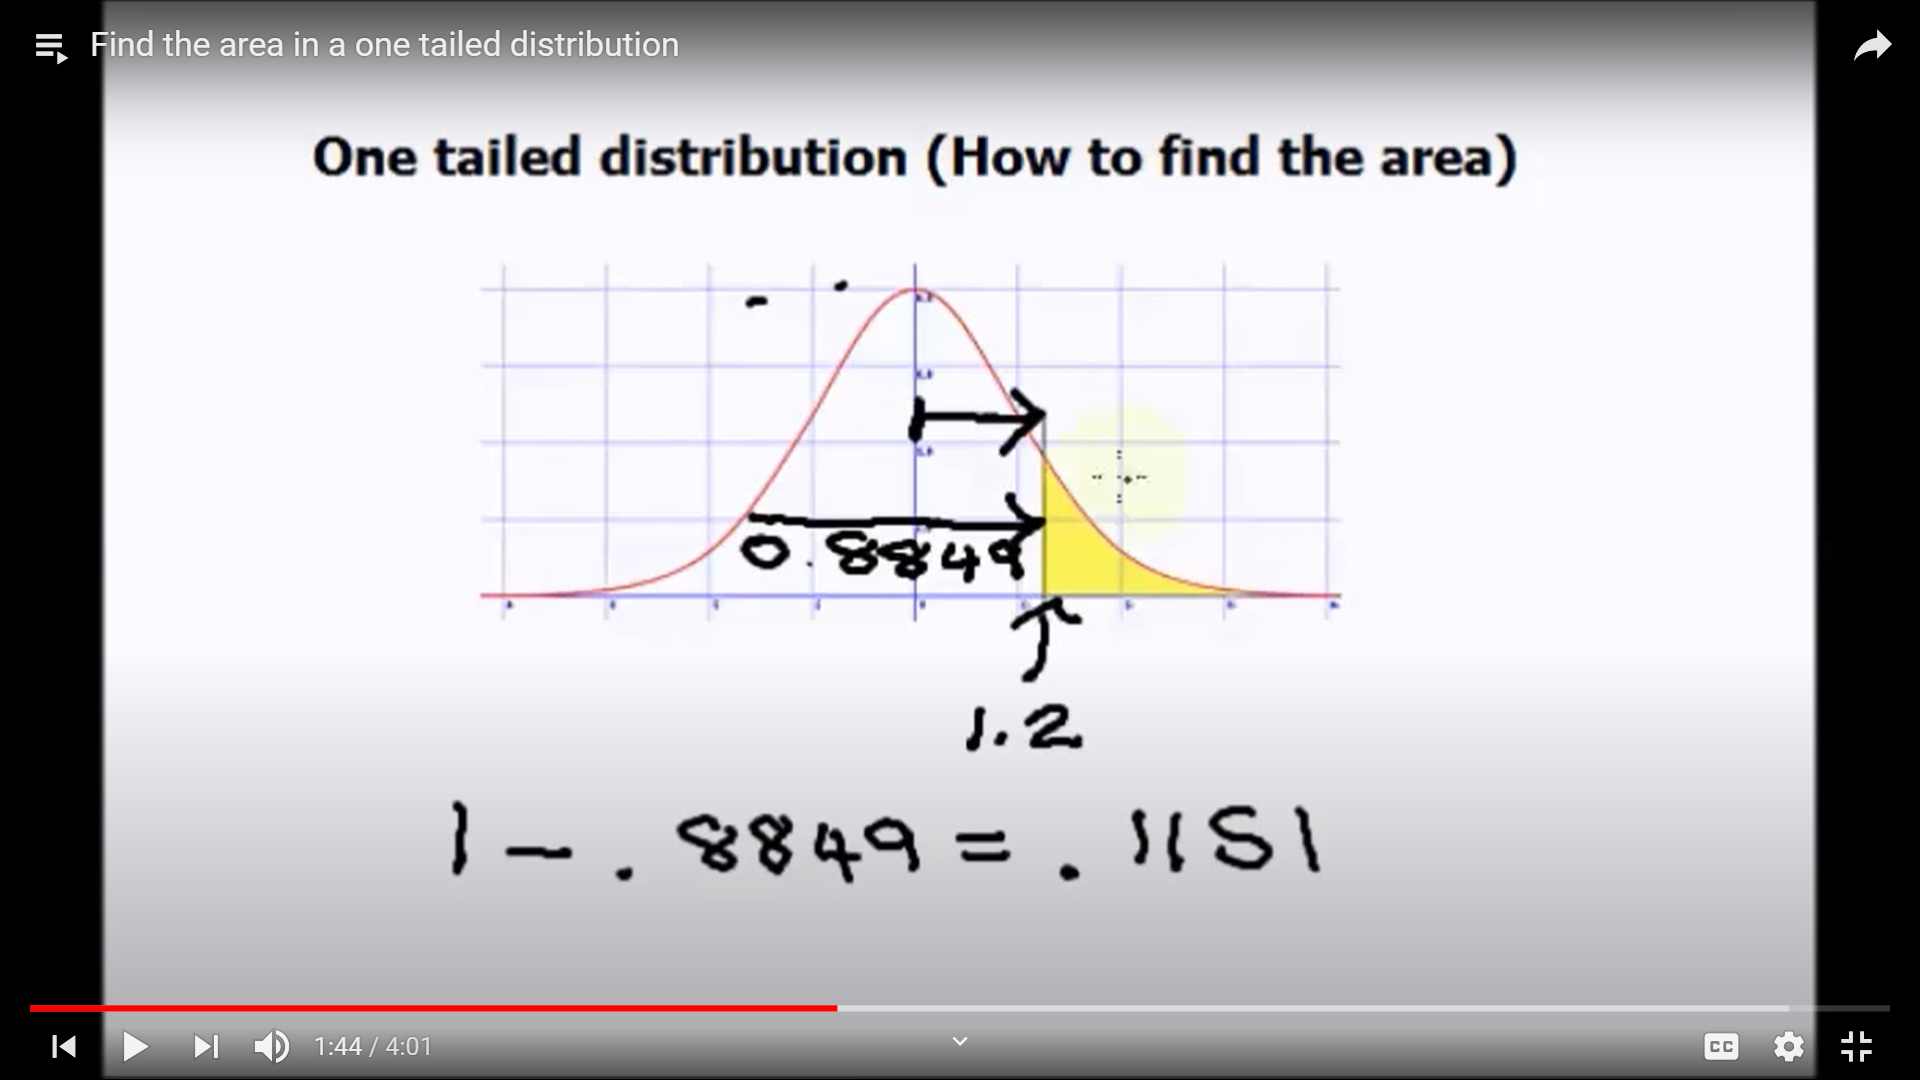 Find the area in a one tailed distribution
One tailed distribution (How to find the area)
0.8849
1.2
1 - .8849 = .1151
1:44 / 4:01
CC